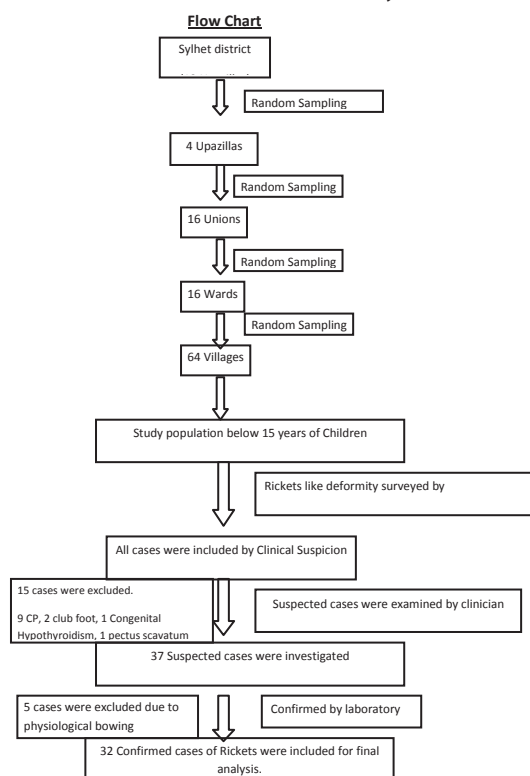 Flow Chart
Sylhet district
Random Sampling
4 Upazillas
Random Sampling
16 Unions
Random Sampling
16 Wards
Random Sampling
64 Villages
Study population below 15 years of Children
Rickets like deformity surveyed by
All cases were included by Clinical Suspicion
15 cases were excluded.
9 CP, 2 club foot, 1 Congenital
Hypothyroidism, 1 pectus scavatum
Suspected cases were examined by clinician
37 Suspected cases were investigated
5 cases were excluded due to
physiological bowing
Confirmed by laboratory
32 Confirmed cases of Rickets were included for final
analysis.